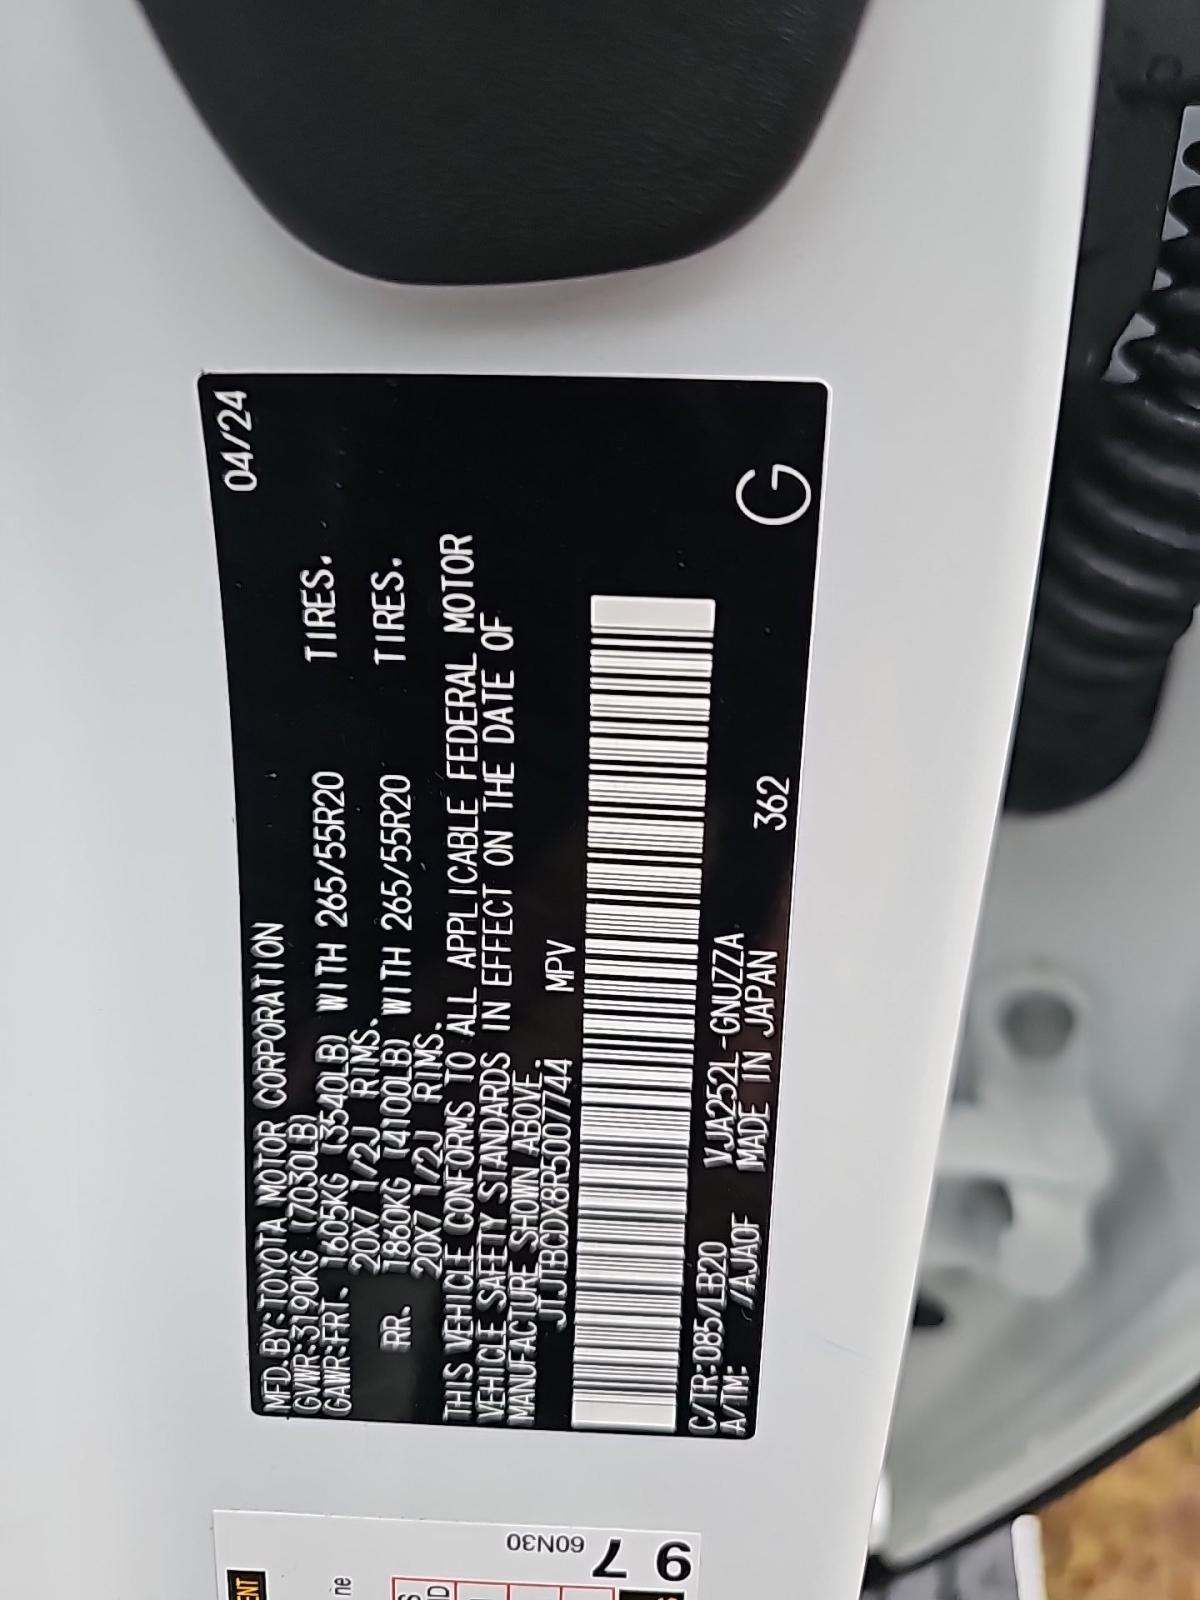 04/24
MFD.BY:TOYOTA MOTOR CORPORATION
GVWR:3190KG (7030LB)
GAWR:FRT. 1605KG (3540LB) WITH 265/55R20 TIRES.
20X7 1/2J RIMS.
RR. 1860KG (4100LB) WITH 265/55R20 TIRES.
20X7 1/2J RIMS.
THIS VEHICLE CONFORMS TO ALL APPLICABLE FEDERAL MOTOR
VEHICLE SAFETY STANDARDS IN EFFECT ON THE DATE OF
MANUFACTURE SHOWN ABOVE.
JTJTBCDX8R5007744 MPV
C/TR:085/LB20 VJA252L-GNUZZA 362
A/TM: /AJA0F MADE IN JAPAN
G
60N30
97